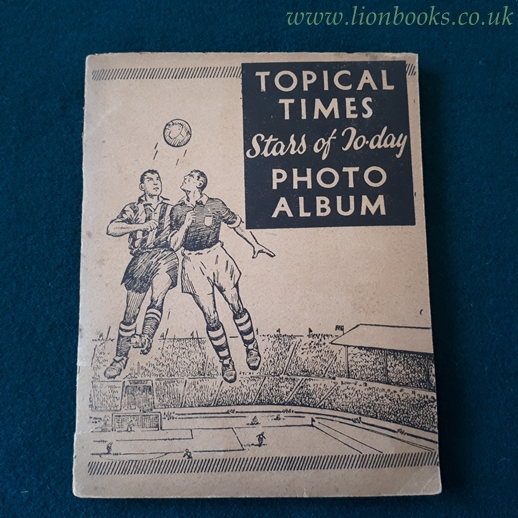 www.lionbooks.co.uk
TOPICAL
TIMES
Stars of To-day
PHOTO
ALBUM